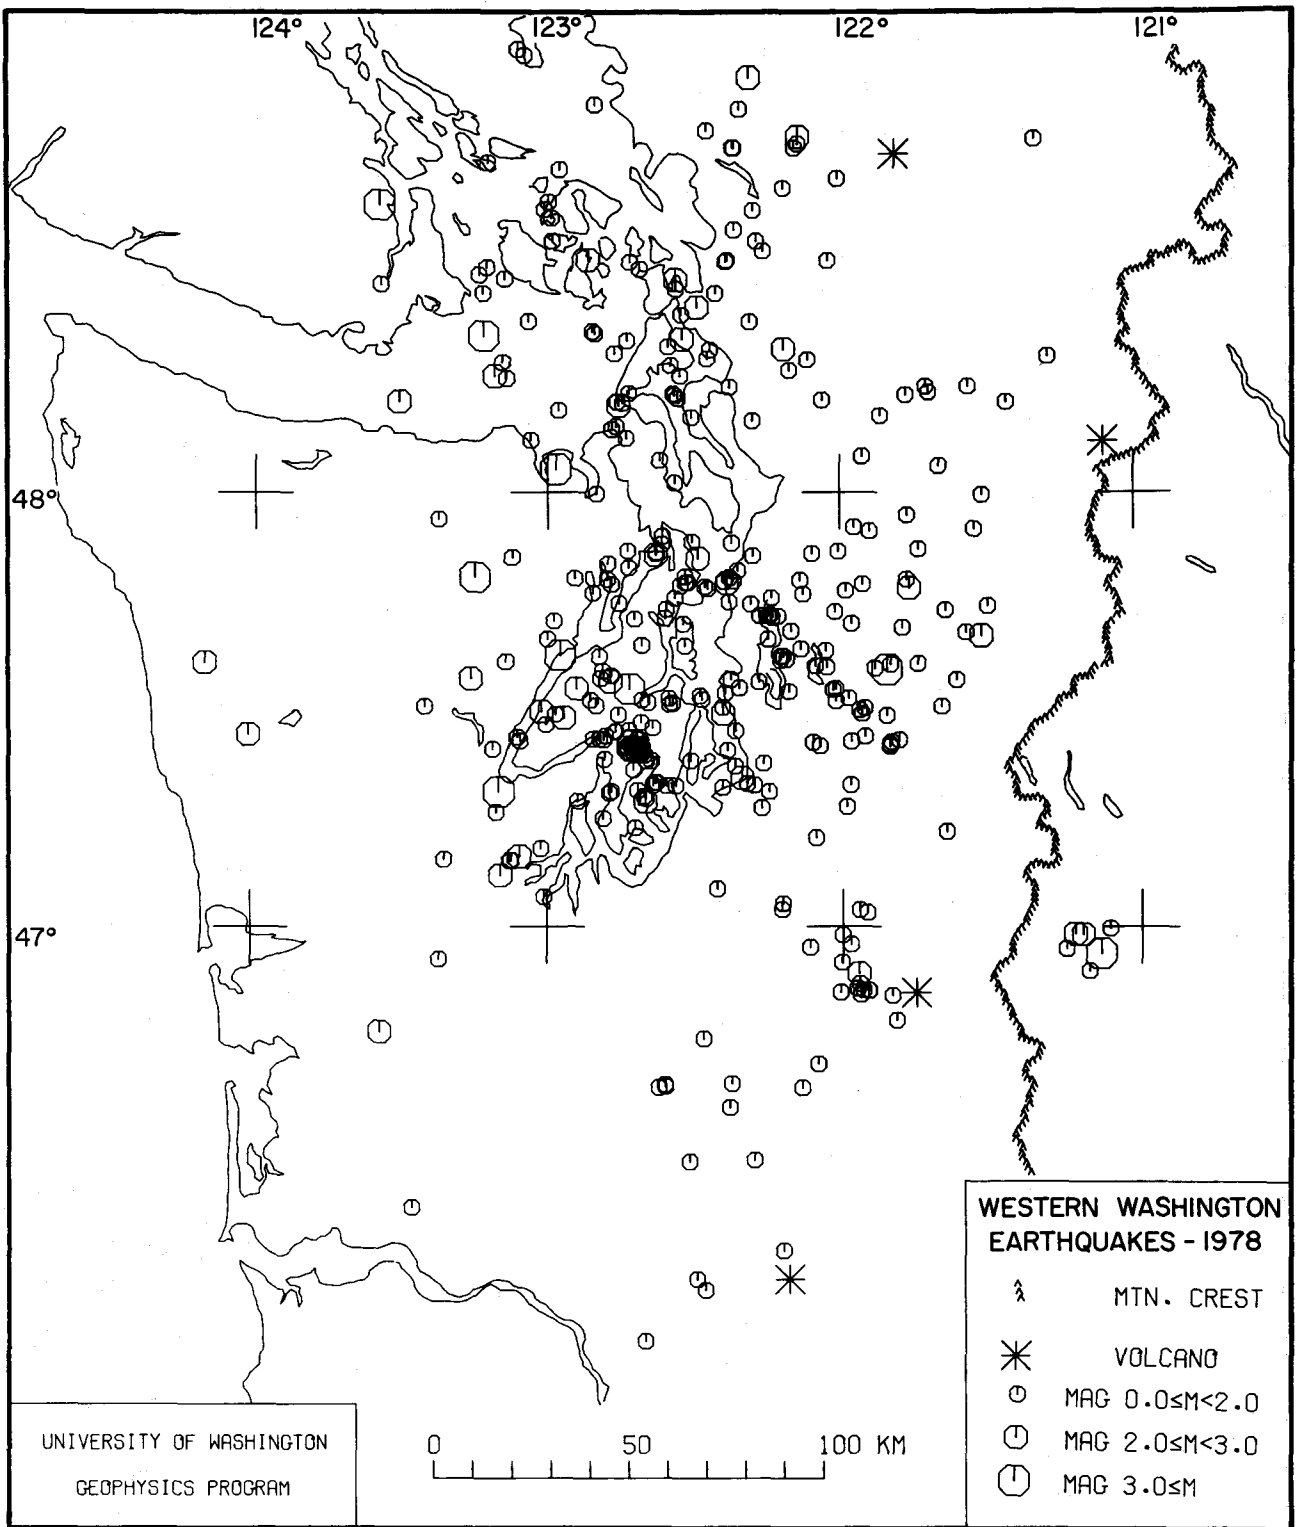 124° 123° 122° 121°
48°
47°
WESTERN WASHINGTON
EARTHQUAKES - 1978
MTN. CREST
VOLCANO
MAG 0.0≤M<2.0
MAG 2.0≤M<3.0
MAG 3.0≤M
UNIVERSITY OF WASHINGTON
GEOPHYSICS PROGRAM
0 50 100 KM